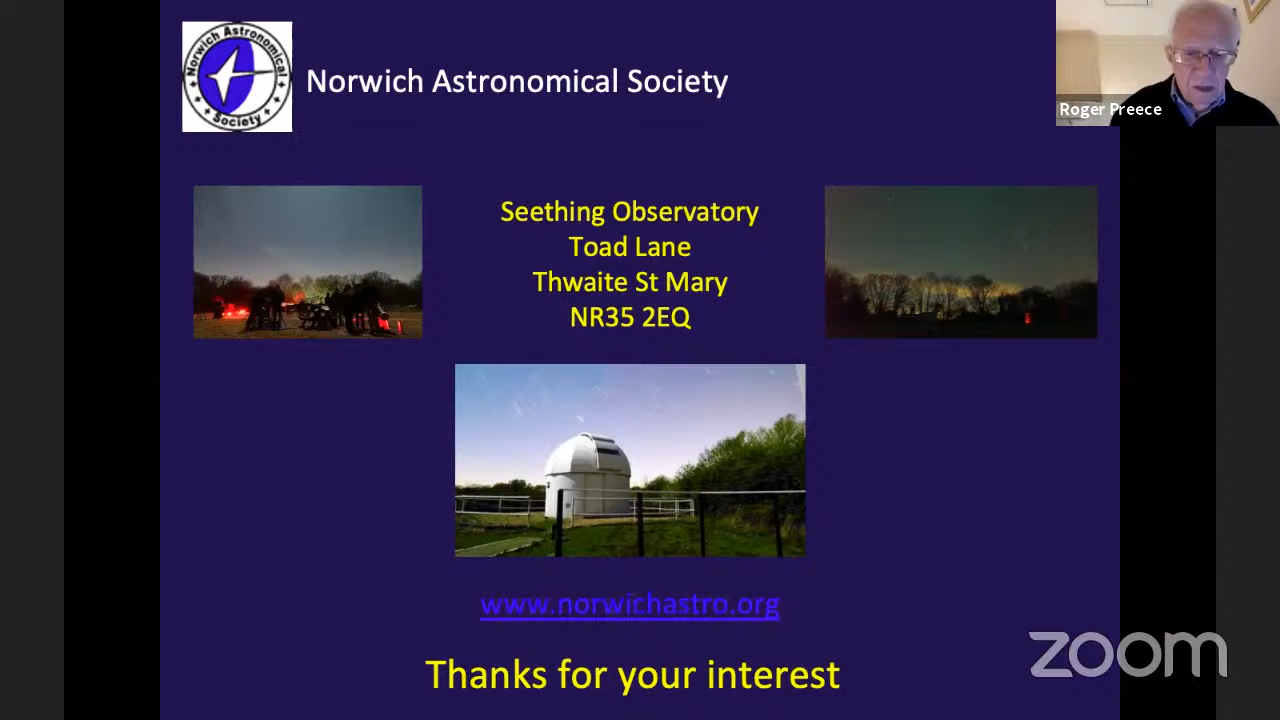 Norwich Astronomical
Society
Norwich Astronomical Society
Roger Preece
Seething Observatory
Toad Lane
Thwaite St Mary
NR35 2EQ
www.norwichastro.org
zoom
Thanks for your interest